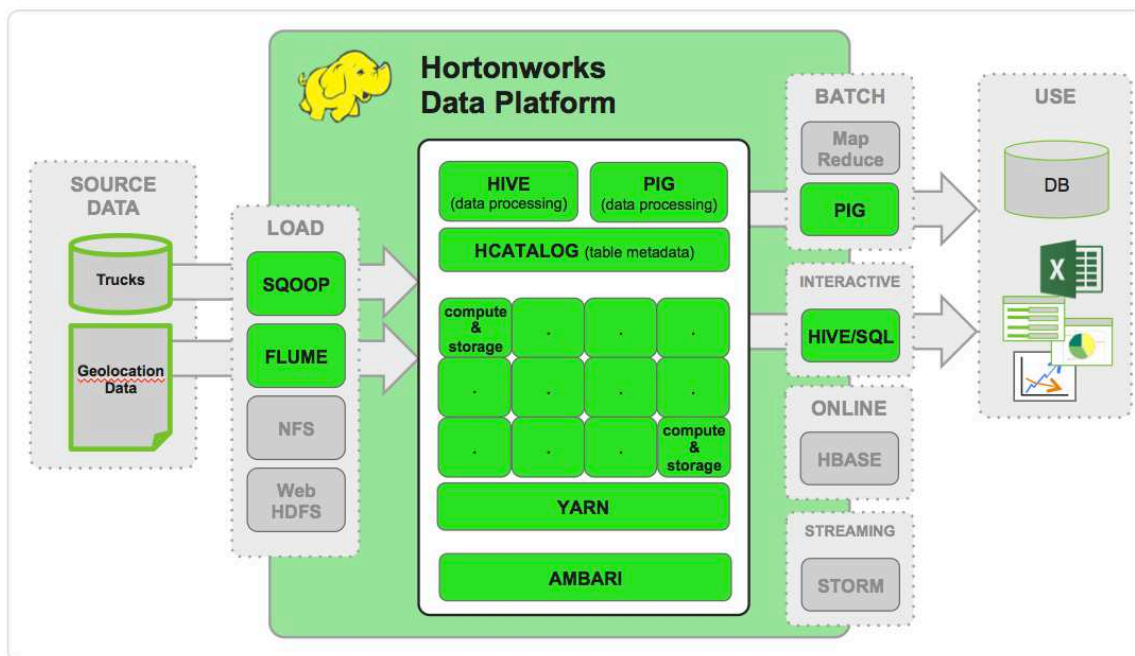 Hortonworks
Data Platform
SOURCE
DATA
Trucks
Geolocation
Data
LOAD
SQOOP
FLUME
NFS
Web
HDFS
HIVE
(data processing)
PIG
(data processing)
HCATALOG (table metadata)
compute
&
storage
.
.
.
.
.
.
.
.
.
.
compute
&
storage
YARN
AMBARI
BATCH
Map
Reduce
PIG
INTERACTIVE
HIVE/SQL
ONLINE
HBASE
STREAMING
STORM
USE
DB
X